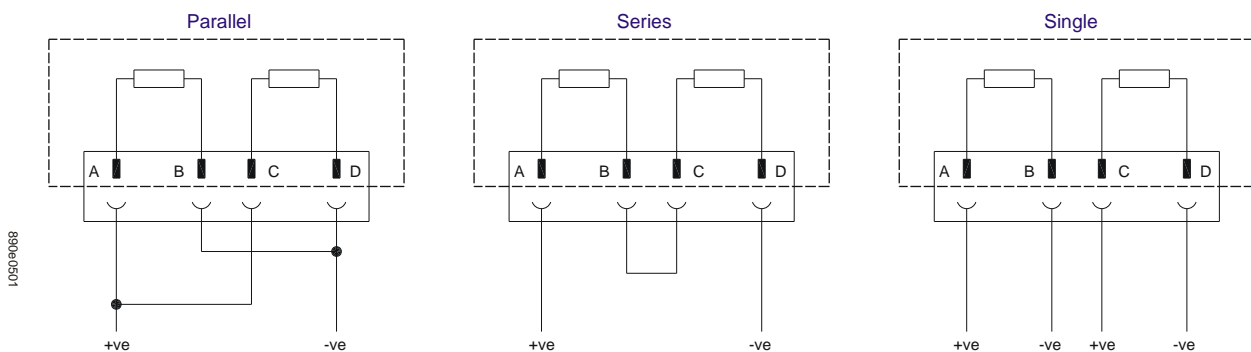 Parallel
Series
Single
A B C D
A B C D
A B C D
890e0501
+ve -ve
+ve -ve
+ve -ve +ve -ve